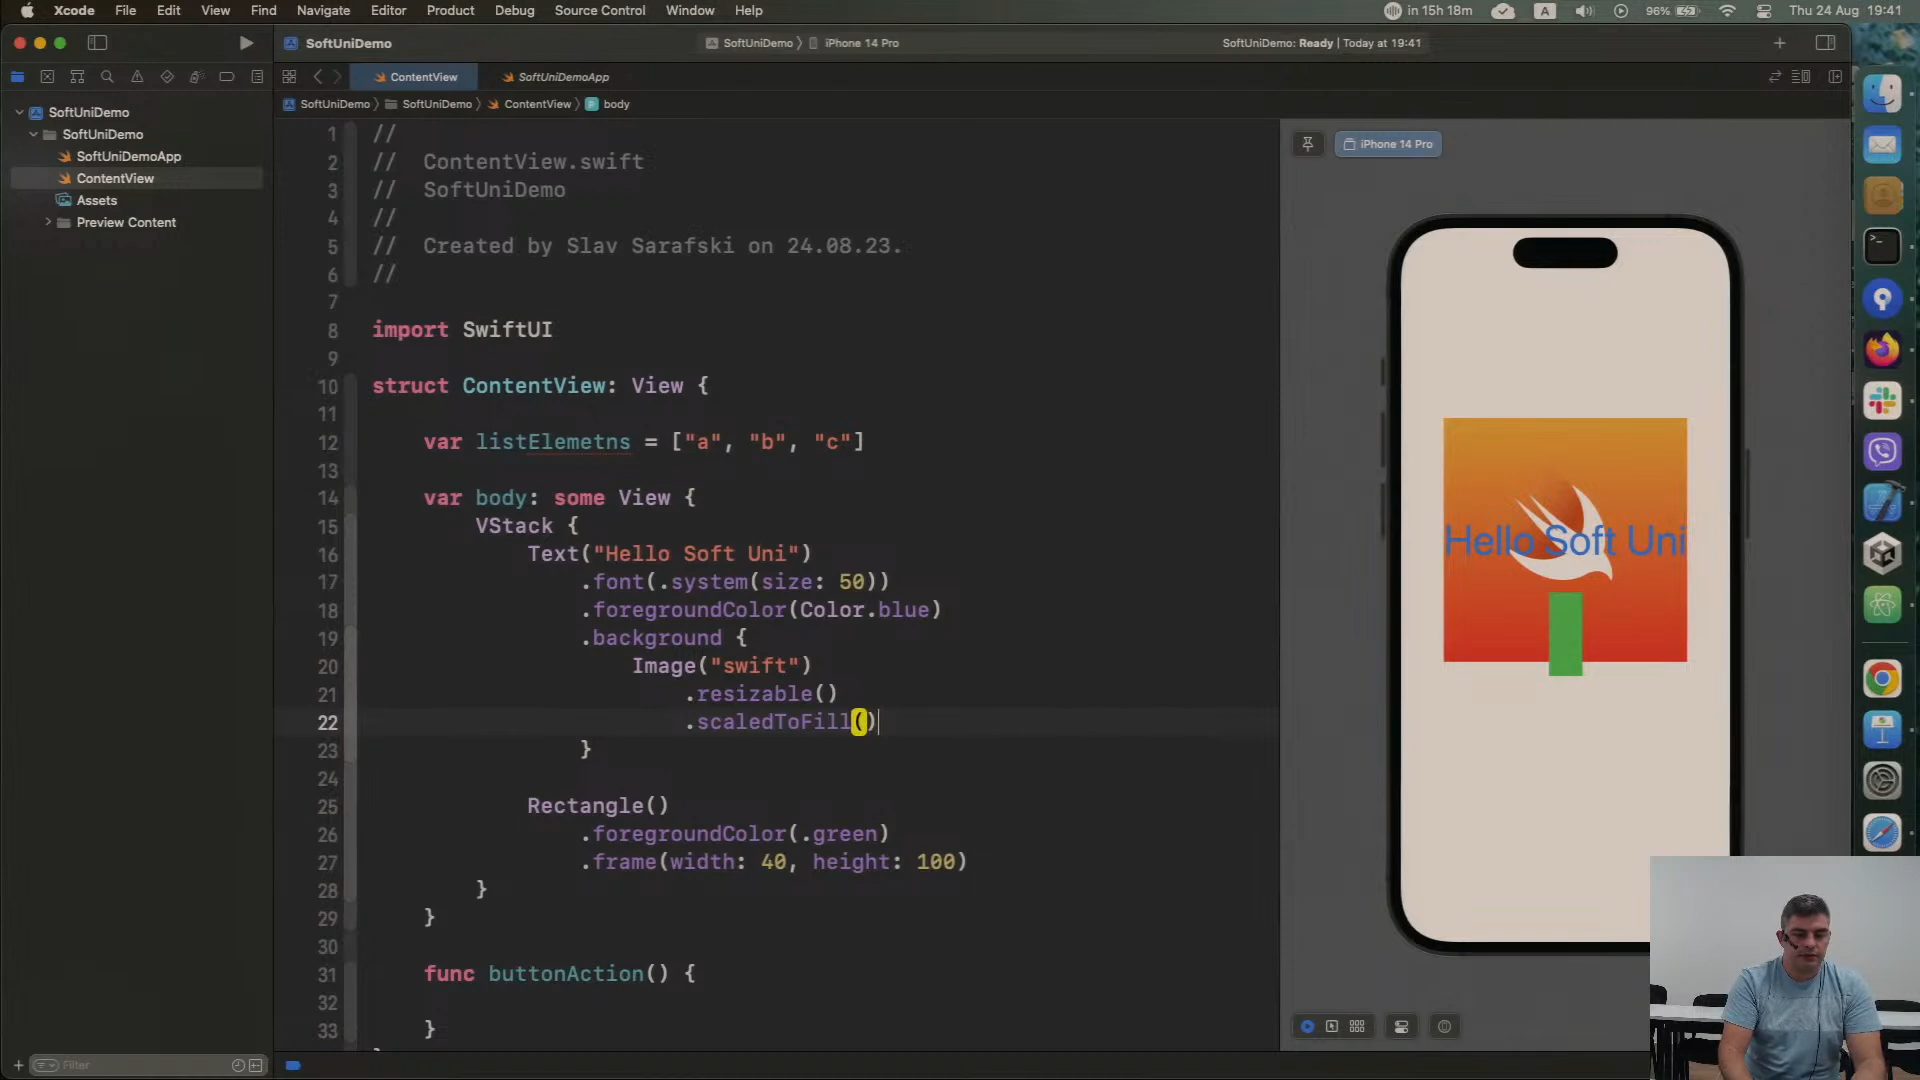 Xcode File Edit View Find Navigate Editor Product Debug Source Control Window Help
in 15h 18m A 96% Thu 24 Aug 19:41
SoftUniDemo
SoftUniDemo iPhone 14 Pro
SoftUniDemo: Ready | Today at 19:41
ContentView SoftUniDemoApp
SoftUniDemo SoftUniDemo ContentView P body
SoftUniDemo
SoftUniDemo
SoftUniDemoApp
ContentView
Assets
Preview Content
Filter
1 //
2 // ContentView.swift
3 // SoftUniDemo
4 //
5 // Created by Slav Sarafski on 24.08.23.
6 //
7
8 import SwiftUI
9
10 struct ContentView: View {
11
12 var listElemetns = ["a", "b", "c"]
13
14 var body: some View {
15 VStack {
16 Text("Hello Soft Uni")
17 .font(.system(size: 50))
18 .foregroundColor(Color.blue)
19 .background {
20 Image("swift")
21 .resizable()
22 .scaledToFill()
23 }
24
25 Rectangle()
26 .foregroundColor(.green)
27 .frame(width: 40, height: 100)
28 }
29 }
30
31 func buttonAction() {
32
33 }
iPhone 14 Pro
Hello Soft Uni